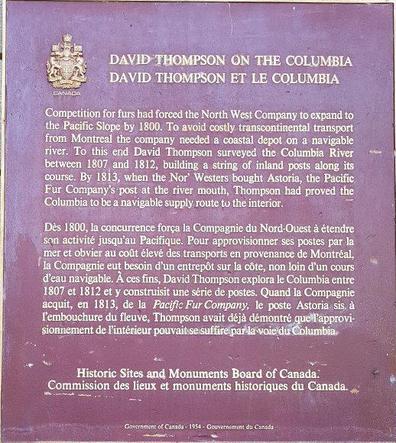 CANADA
DAVID THOMPSON ON THE COLUMBIA
DAVID THOMPSON ET LE COLUMBIA
Competition for furs had forced the North West Company to expand to
the Pacific Slope by 1800. To avoid costly transcontinental transport
from Montreal the company needed a coastal depot on a navigable
river. To this end David Thompson surveyed the Columbia River
between 1807 and 1812, building a string of inland posts along its
course. By 1813, when the Nor' Westers bought Astoria, the Pacific
Fur Company's post at the river mouth, Thompson had proved the
Columbia to be a navigable supply route to the interior.
Dès 1800, la concurrence força la Compagnie du Nord-Ouest à étendre
son activité jusqu'au Pacifique. Pour approvisionner ses postes par la
mer et obvier au coût élevé des transports en provenance de Montréal,
la Compagnie eut besoin d'un entrepôt sur la côte, non loin d'un cours
d'eau navigable. À ces fins, David Thompson explora le Columbia entre
1807 et 1812 et y construisit une série de postes. Quand la Compagnie
acquit, en 1813, de la Pacific Fur Company, le poste Astoria sis à
l'embouchure du fleuve, Thompson avait déjà démontré que l'approvi-
sionnement de l'intérieur pouvait se suffire par la voie du Columbia.
Historic Sites and Monuments Board of Canada.
Commission des lieux et monuments historiques du Canada.
Government of Canada - 1954 - Gouvernement du Canada